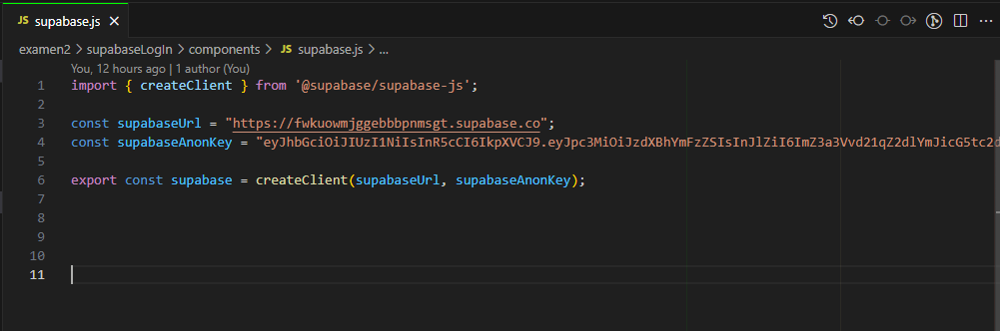 JS supabase.js ×
examen2 > supabaseLogIn > components > JS supabase.js > ...
You, 12 hours ago | 1 author (You)
1 import { createClient } from '@supabase/supabase-js';
2
3 const supabaseUrl = "https://fwkuowmjggebbbpnmsgt.supabase.co";
4 const supabaseAnonKey = "eyJhbGciOiJIUzI1NiIsInR5cCI6IkpXVCJ9.eyJpc3MiOiJzdXBhYmFzZSIsInJlZiI6ImZ3a3Vvd21qZ2dlYmJicG5tc2d
5
6 export const supabase = createClient(supabaseUrl, supabaseAnonKey);
7
8
9
10
11